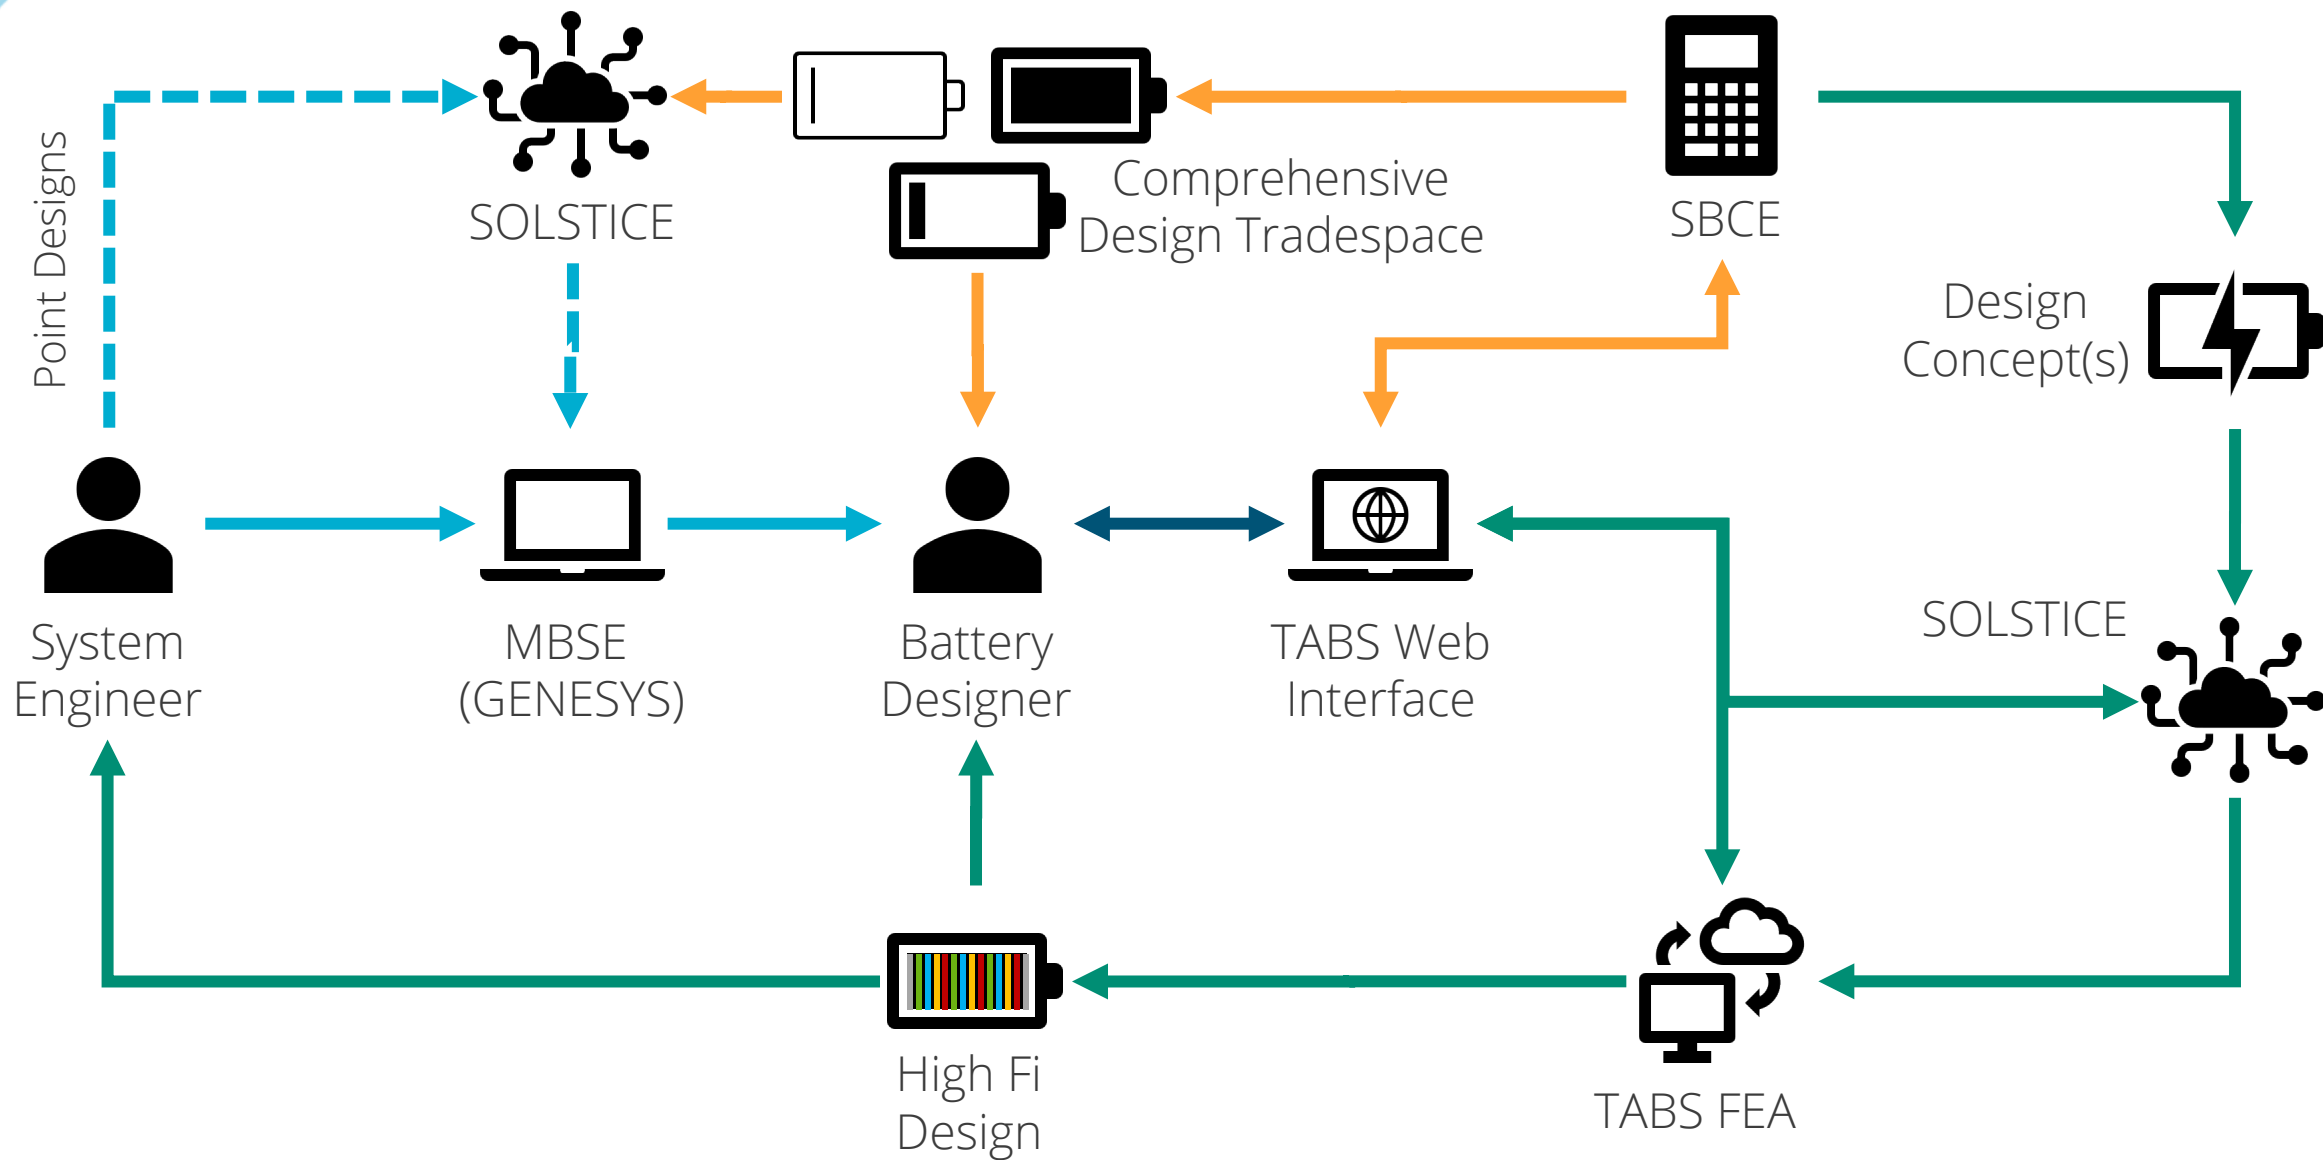 Point Designs
SOLSTICE
Comprehensive
Design Tradespace
SBCE
Design
Concept(s)
System
Engineer
MBSE
(GENESYS)
Battery
Designer
TABS Web
Interface
SOLSTICE
High Fi
Design
TABS FEA